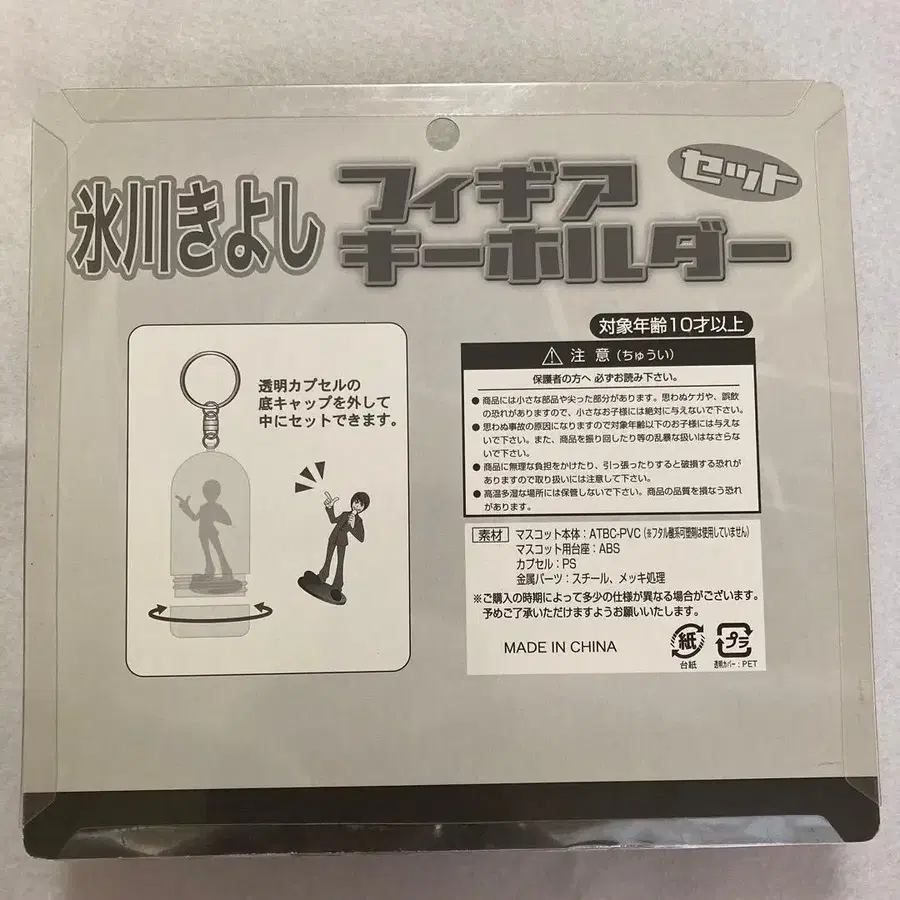 氷川きよし
フィギア
キーホルダー
セット
対象年齢10才以上
透明カプセルの
底キャップを外して
中にセットできます。
注意(ちゅうい)
保護者の方へ 必ずお読み下さい。
●商品には小さな部品や尖った部分があります。思わぬケガや、誤飲
の恐れがありますので、小さなお子様には絶対に与えないで下さい。
●思わぬ事故の原因になりますので対象年齢以下のお子様には与えな
いで下さい。また、商品を振り回したり等の乱暴な扱いはなさらな
いで下さい。
●商品に無理な負担をかけたり、引っ張ったりすると破損する恐れが
ありますので取り扱いには注意して下さい。
●高温多湿な場所には保管しないで下さい。商品の品質を損なう恐れ
があります。
素材 マスコット本体:ATBC-PVC(※フタル酸系可塑剤は使用していません)
マスコット用台座:ABS
カプセル:PS
金属パーツ:スチール、メッキ処理
※ご購入の時期によって多少の仕様が異なる場合がございます。
予めご了承いただけますようお願いいたします。
MADE IN CHINA
紙
台紙
プラ
透明カバー:PET